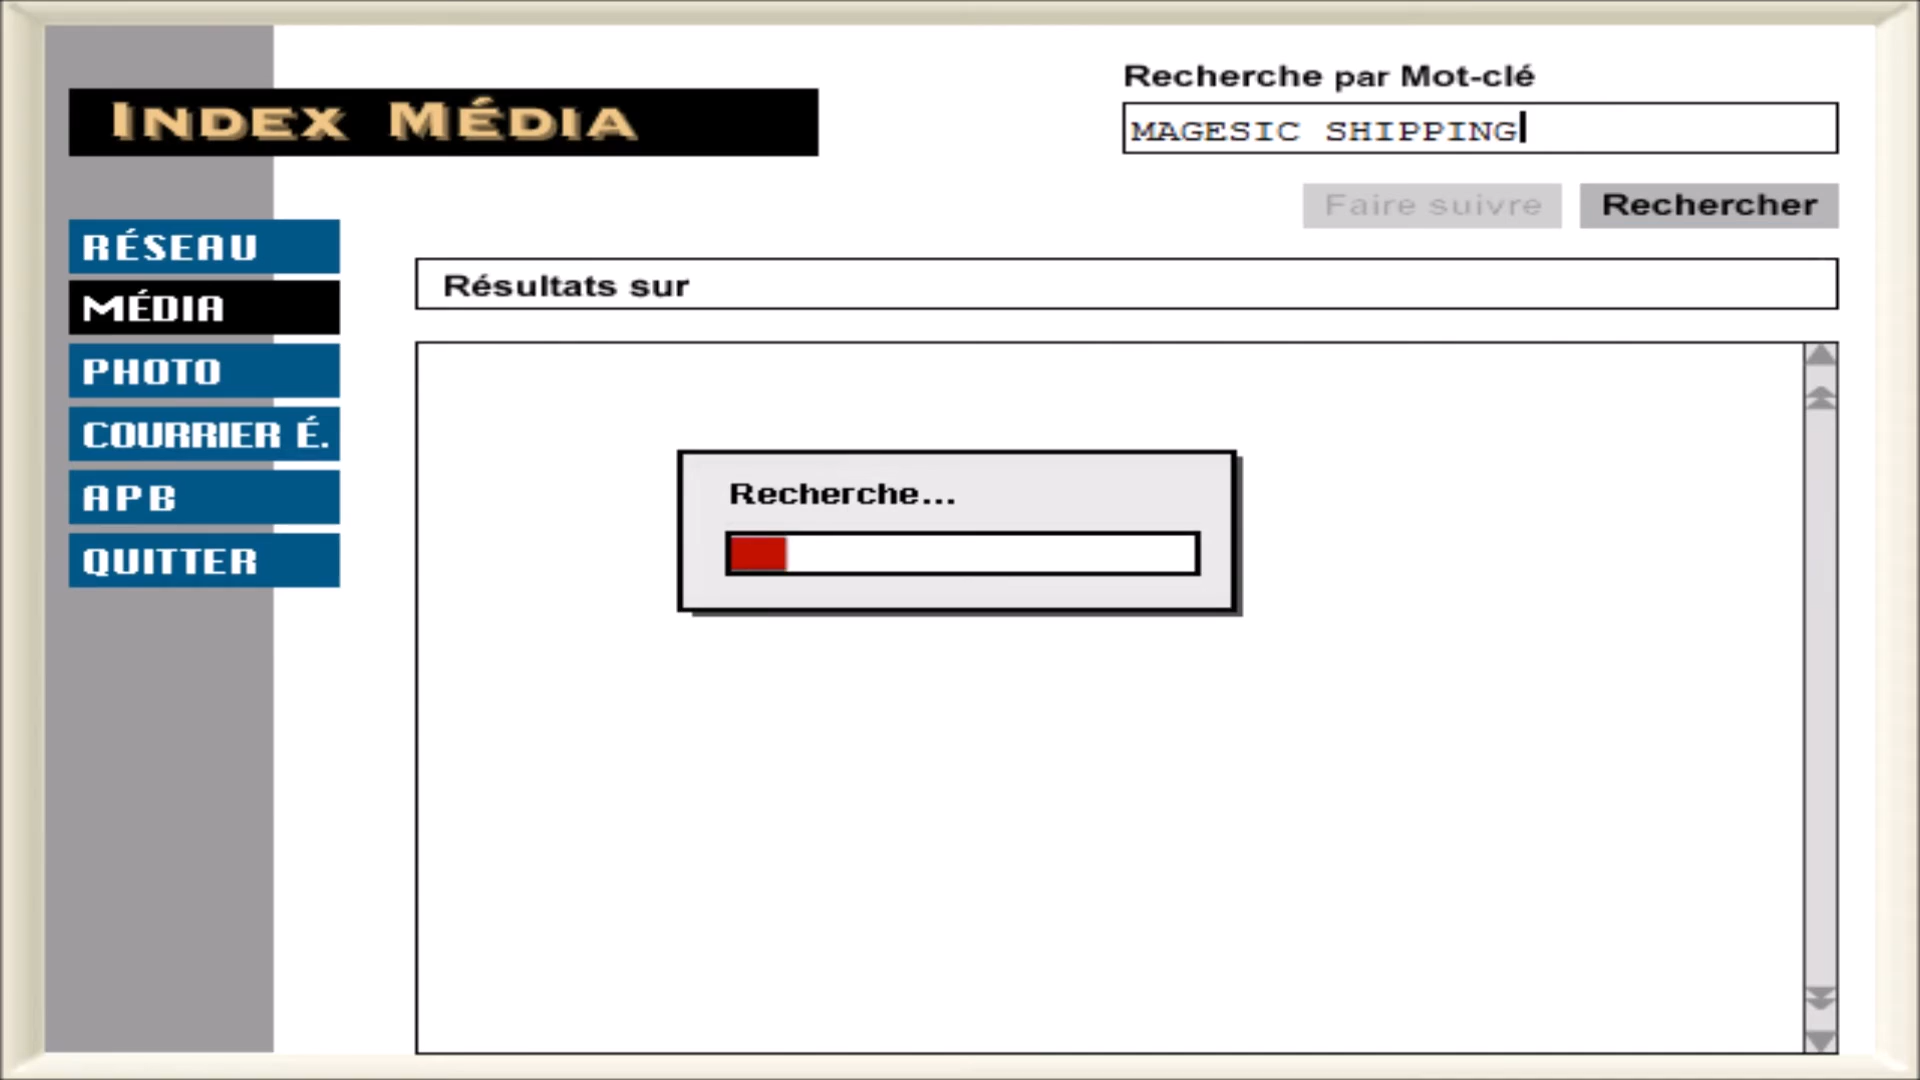 Recherche par Mot-clé
INDEX MÉDIA
MAGESIC SHIPPING
Faire suivre
Rechercher
RÉSEAU
Résultats sur
MÉDIA
PHOTO
COURRIER É.
APB
QUITTER
Recherche...